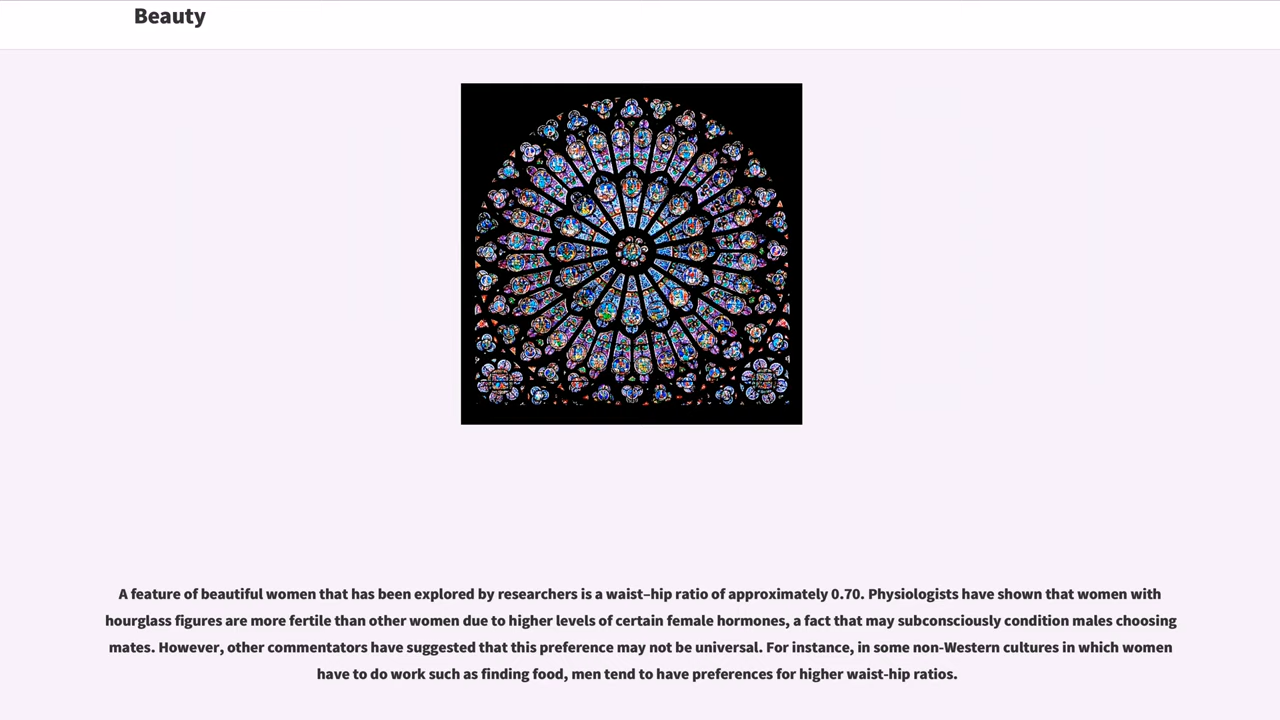 Beauty
A feature of beautiful women that has been explored by researchers is a waist–hip ratio of approximately 0.70. Physiologists have shown that women with
hourglass figures are more fertile than other women due to higher levels of certain female hormones, a fact that may subconsciously condition males choosing
mates. However, other commentators have suggested that this preference may not be universal. For instance, in some non-Western cultures in which women
have to do work such as finding food, men tend to have preferences for higher waist-hip ratios.